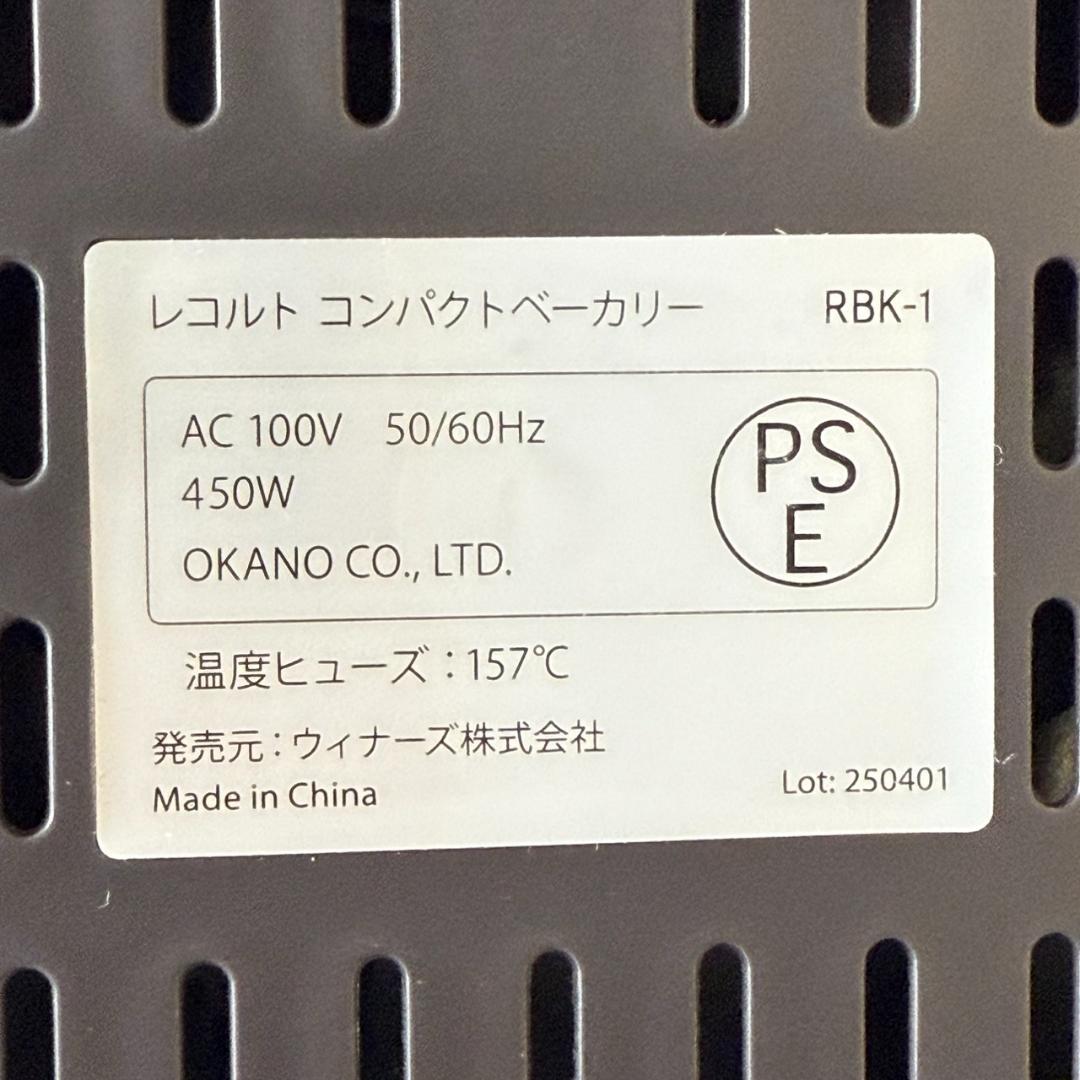 レコルト コンパクトベーカリー RBK-1
AC 100V 50/60Hz
450W
OKANO CO., LTD.
PS
E
温度ヒューズ：157℃
発売元：ウィナーズ株式会社
Made in China
Lot: 250401